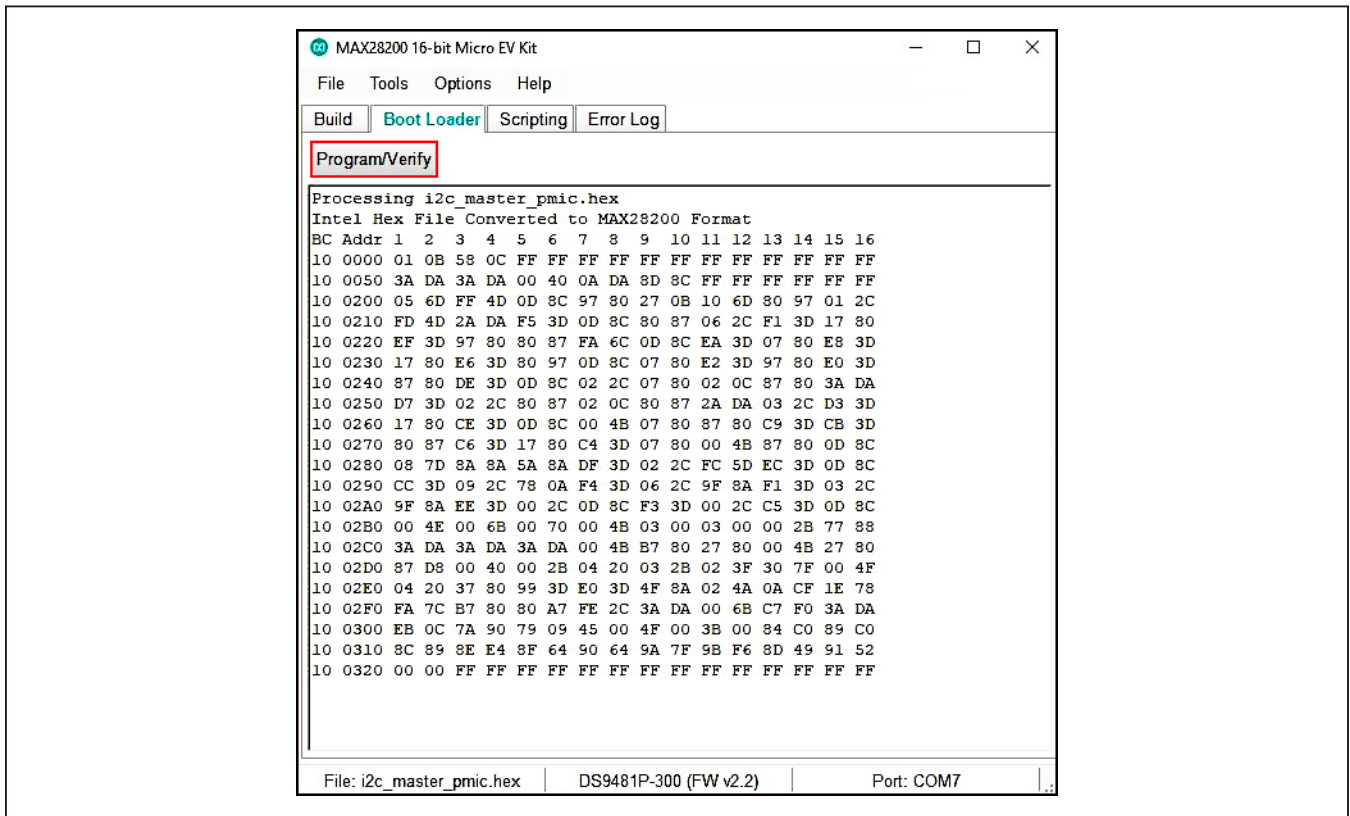 MAX28200 16-bit Micro EV Kit
File Tools Options Help
Build Boot Loader Scripting Error Log
Program/Verify
Processing i2c_master_pmic.hex
Intel Hex File Converted to MAX28200 Format
BC Addr 1 2 3 4 5 6 7 8 9 10 11 12 13 14 15 16
10 0000 01 0B 58 0C FF FF FF FF FF FF FF FF FF FF FF FF
10 0050 3A DA 3A DA 00 40 0A DA 8D 8C FF FF FF FF FF FF
10 0200 05 6D FF 4D 0D 8C 97 80 27 0B 10 6D 80 97 01 2C
10 0210 FD 4D 2A DA F5 3D 0D 8C 80 87 06 2C F1 3D 17 80
10 0220 EF 3D 97 80 80 87 FA 6C 0D 8C EA 3D 07 80 E8 3D
10 0230 17 80 E6 3D 80 97 0D 8C 07 80 E2 3D 97 80 E0 3D
10 0240 87 80 DE 3D 0D 8C 02 2C 07 80 02 0C 87 80 3A DA
10 0250 D7 3D 02 2C 80 87 02 0C 80 87 2A DA 03 2C D3 3D
10 0260 17 80 CE 3D 0D 8C 00 4B 07 80 87 80 C9 3D CB 3D
10 0270 80 87 C6 3D 17 80 C4 3D 07 80 00 4B 87 80 0D 8C
10 0280 08 7D 8A 8A 5A 8A DF 3D 02 2C FC 5D EC 3D 0D 8C
10 0290 CC 3D 09 2C 78 0A F4 3D 06 2C 9F 8A F1 3D 03 2C
10 02A0 9F 8A EE 3D 00 2C 0D 8C F3 3D 00 2C C5 3D 0D 8C
10 02B0 00 4E 00 6B 00 70 00 4B 03 00 03 00 00 2B 77 88
10 02C0 3A DA 3A DA 3A DA 00 4B B7 80 27 80 00 4B 27 80
10 02D0 87 D8 00 40 00 2B 04 20 03 2B 02 3F 30 7F 00 4F
10 02E0 04 20 37 80 99 3D E0 3D 4F 8A 02 4A 0A CF 1E 78
10 02F0 FA 7C B7 80 80 A7 FE 2C 3A DA 00 6B C7 F0 3A DA
10 0300 EB 0C 7A 90 79 09 45 00 4F 00 3B 00 84 C0 89 C0
10 0310 8C 89 8E E4 8F 64 90 64 9A 7F 9B F6 8D 49 91 52
10 0320 00 00 FF FF FF FF FF FF FF FF FF FF FF FF FF FF
File: i2c_master_pmic.hex DS9481P-300 (FW v2.2) Port: COM7